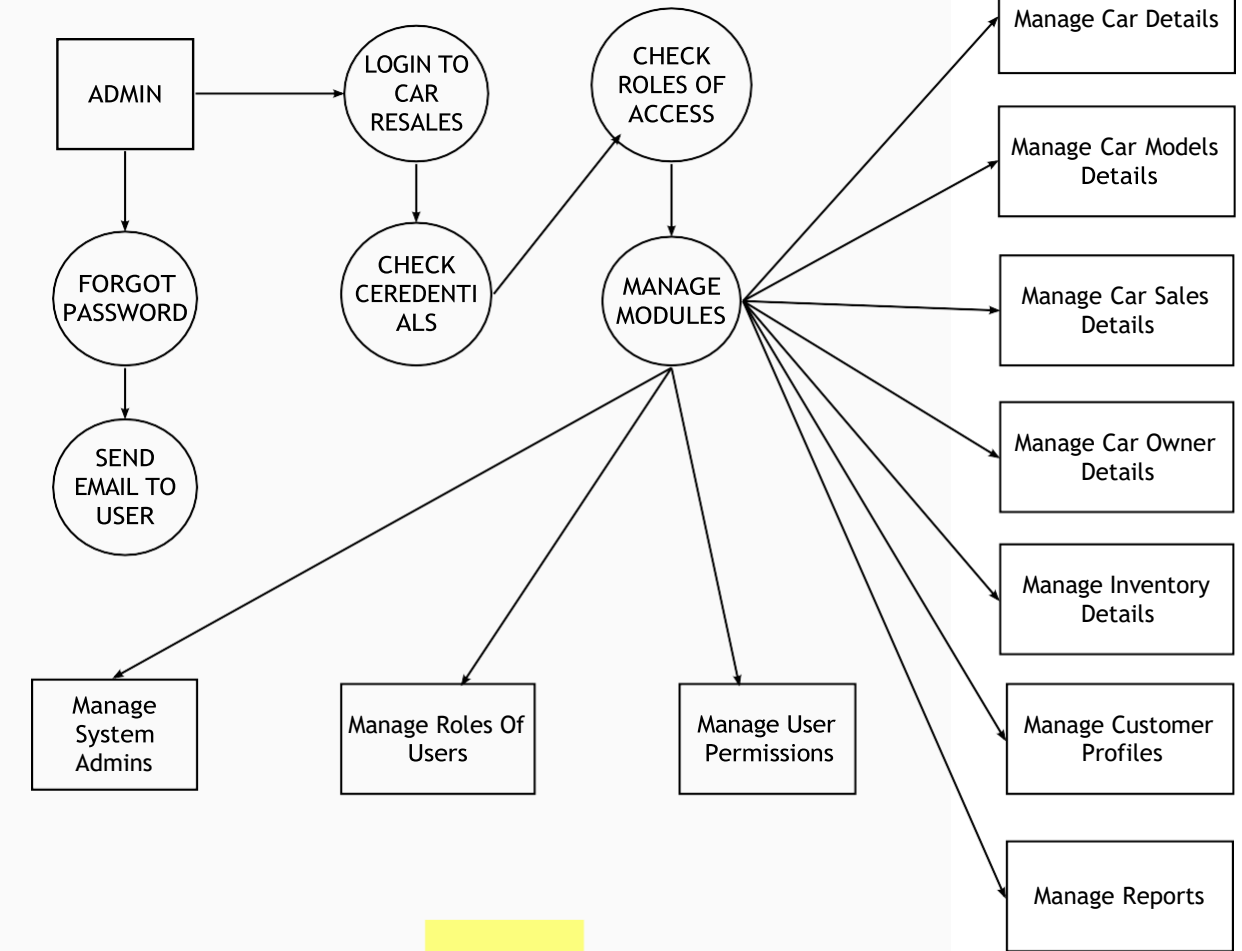 ADMIN
LOGIN TO
CAR
RESALES
CHECK
ROLES OF
ACCESS
Manage Car Details
Manage Car Models
Details
FORGOT
PASSWORD
CHECK
CEREDENTI
ALS
MANAGE
MODULES
Manage Car Sales
Details
Manage Car Owner
Details
SEND
EMAIL TO
USER
Manage Inventory
Details
Manage
System
Admins
Manage Roles Of
Users
Manage User
Permissions
Manage Customer
Profiles
Manage Reports